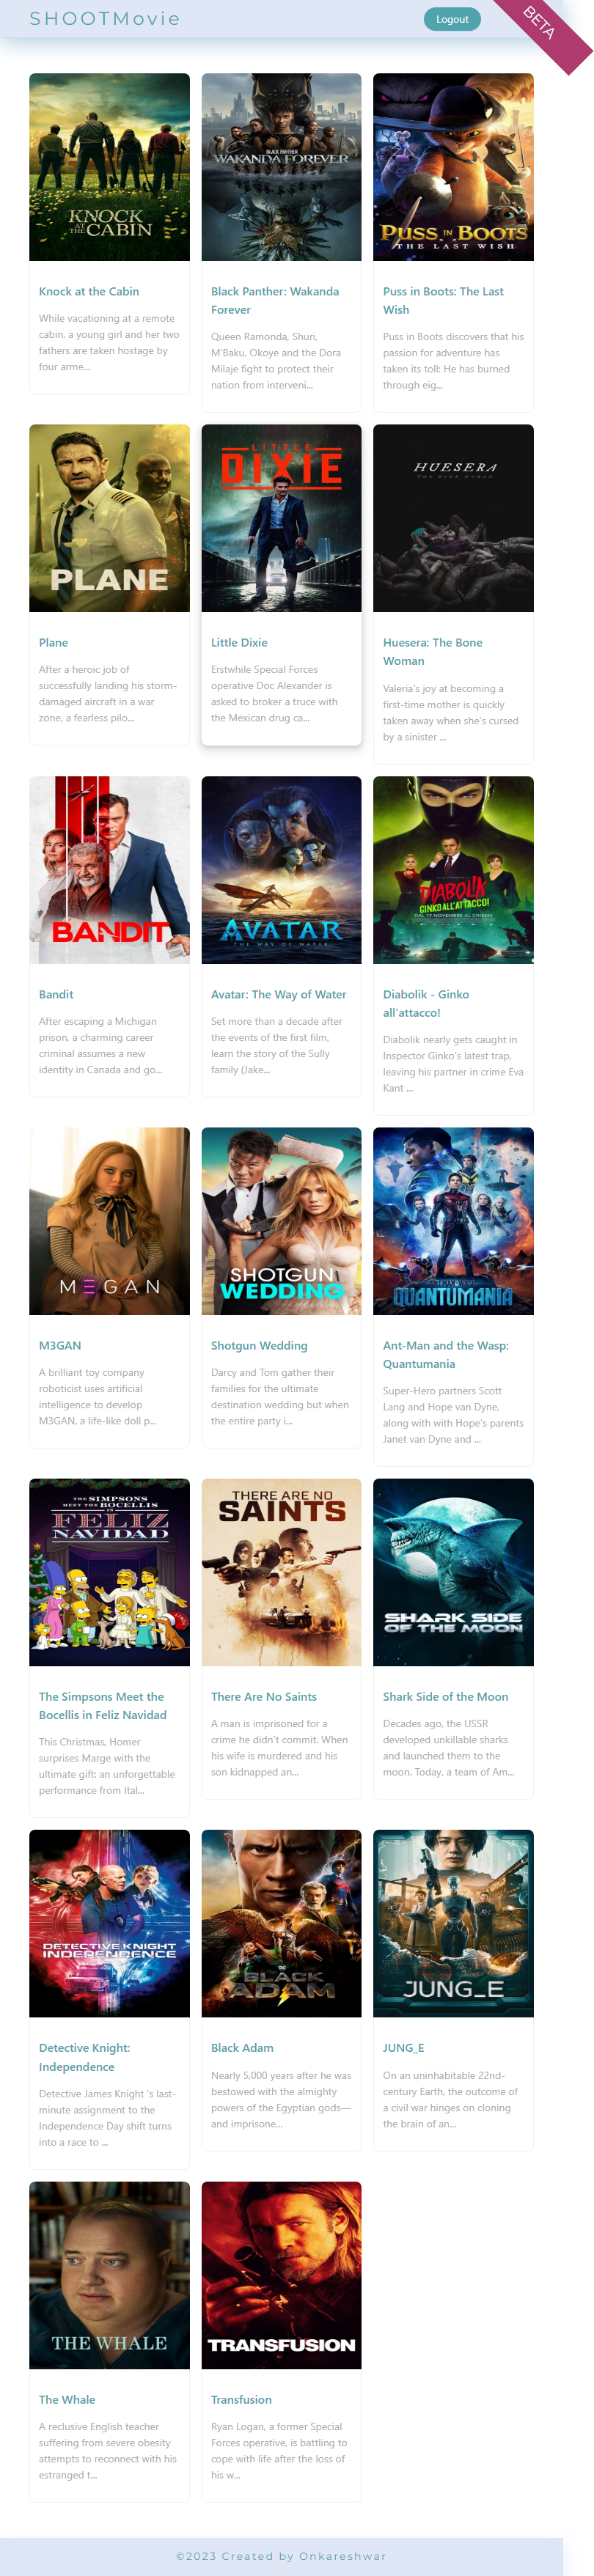 SHOOTMovie
Logout
BETA
KNOCK
AT THE CABIN
BLACK PANTHER
WAKANDA FOREVER
PUSS IN BOOTS
THE LAST WISH
Knock at the Cabin
While vacationing at a remote
cabin, a young girl and her two
fathers are taken hostage by
four arme...
Black Panther: Wakanda
Forever
Queen Ramonda, Shuri,
M'Baku, Okoye and the Dora
Milaje fight to protect their
nation from interveni...
Puss in Boots: The Last
Wish
Puss in Boots discovers that his
passion for adventure has
taken its toll: He has burned
through eig...
PLANE
LITTLE
DIXIE
HUESERA
THE BONE WOMAN
Plane
After a heroic job of
successfully landing his storm-
damaged aircraft in a war
zone, a fearless pilo...
Little Dixie
Erstwhile Special Forces
operative Doc Alexander is
asked to broker a truce with
the Mexican drug ca...
Huesera: The Bone
Woman
Valeria's joy at becoming a
first-time mother is quickly
taken away when she's cursed
by a sinister ...
BANDIT
AVATAR
THE WAY OF WATER
DIABOLIK
GINKO ALL'ATTACCO!
DAL 17 NOVEMBRE AL CINEMA
Bandit
After escaping a Michigan
prison, a charming career
criminal assumes a new
identity in Canada and go...
Avatar: The Way of Water
Set more than a decade after
the events of the first film,
learn the story of the Sully
family (Jake...
Diabolik - Ginko
all'attacco!
Diabolik nearly gets caught in
Inspector Ginko's latest trap,
leaving his partner in crime Eva
Kant ...
M3GAN
SHOTGUN
WEDDING
ANT-MAN AND THE WASP
QUANTUMANIA
M3GAN
A brilliant toy company
roboticist uses artificial
intelligence to develop
M3GAN, a life-like doll p...
Shotgun Wedding
Darcy and Tom gather their
families for the ultimate
destination wedding but when
the entire party i...
Ant-Man and the Wasp:
Quantumania
Super-Hero partners Scott
Lang and Hope van Dyne,
along with with Hope's parents
Janet van Dyne and ...
THE SIMPSONS
MEET THE BOCELLIS
IN
FELIZ
NAVIDAD
THERE ARE NO
SAINTS
SHARK SIDE
OF THE MOON
The Simpsons Meet the
Bocellis in Feliz Navidad
This Christmas, Homer
surprises Marge with the
ultimate gift: an unforgettable
performance from Ital...
There Are No Saints
A man is imprisoned for a
crime he didn't commit. When
his wife is murdered and his
son kidnapped an...
Shark Side of the Moon
Decades ago, the USSR
developed unkillable sharks
and launched them to the
moon. Today, a team of Am...
DETECTIVE KNIGHT
INDEPENDENCE
DC
BLACK
ADAM
JUNG_E
Detective Knight:
Independence
Detective James Knight 's last-
minute assignment to the
Independence Day shift turns
into a race to ...
Black Adam
Nearly 5,000 years after he was
bestowed with the almighty
powers of the Egyptian gods—
and imprisone...
JUNG_E
On an uninhabitable 22nd-
century Earth, the outcome of
a civil war hinges on cloning
the brain of an...
THE WHALE
TRANSFUSION
The Whale
A reclusive English teacher
suffering from severe obesity
attempts to reconnect with his
estranged t...
Transfusion
Ryan Logan, a former Special
Forces operative, is battling to
cope with life after the loss of
his w...
©2023 Created by Onkareshwar